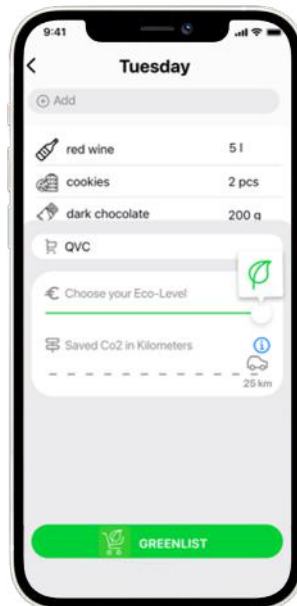 9:41
Tuesday
Add
red wine 5 l
cookies 2 pcs
dark chocolate 200 g
QVC
€ Choose your Eco-Level
Saved Co2 in Kilometers i
25 km
GREENLIST